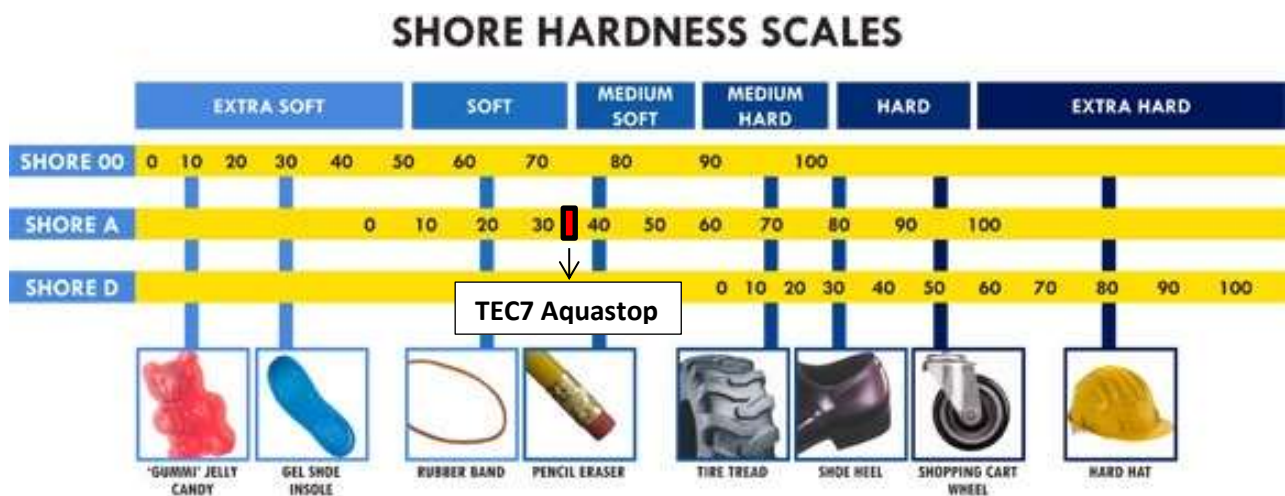 SHORE HARDNESS SCALES
EXTRA SOFT
SOFT
MEDIUM
SOFT
MEDIUM
HARD
HARD
EXTRA HARD
SHORE 00 0 10 20 30 40 50 60 70 80 90 100
SHORE A 0 10 20 30 40 50 60 70 80 90 100
SHORE D 0 10 20 30 40 50 60 70 80 90 100
TEC7 Aquastop
'GUMMI' JELLY
CANDY
GEL SHOE
INSOLE
RUBBER BAND
PENCIL ERASER
TIRE TREAD
SHOE HEEL
SHOPPING CART
WHEEL
HARD HAT